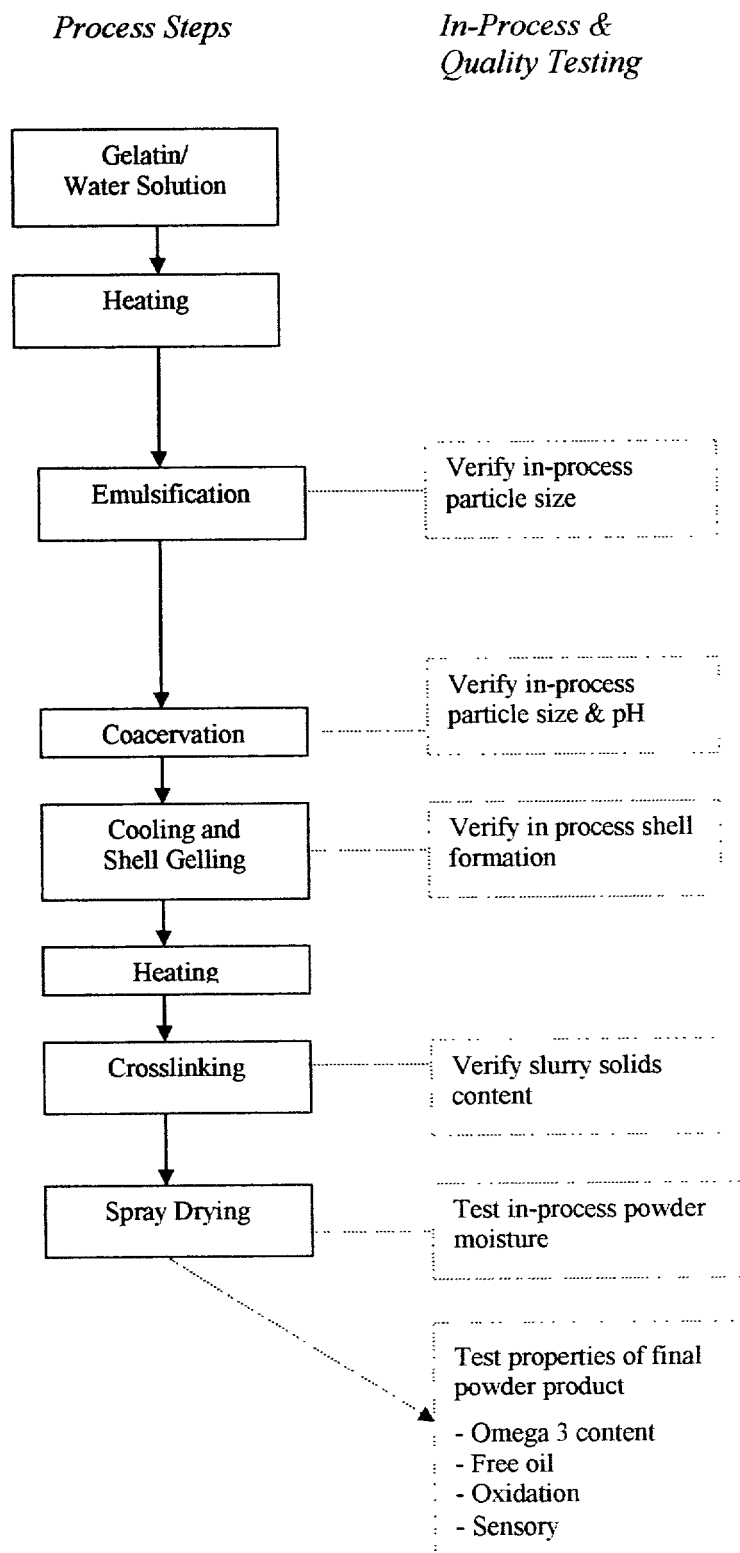 Process Steps
In-Process &
Quality Testing
Gelatin/
Water Solution
Heating
Emulsification
Verify in-process
particle size
Coacervation
Verify in-process
particle size & pH
Cooling and
Shell Gelling
Verify in process shell
formation
Heating
Crosslinking
Verify slurry solids
content
Spray Drying
Test in-process powder
moisture
Test properties of final
powder product
- Omega 3 content
- Free oil
- Oxidation
- Sensory